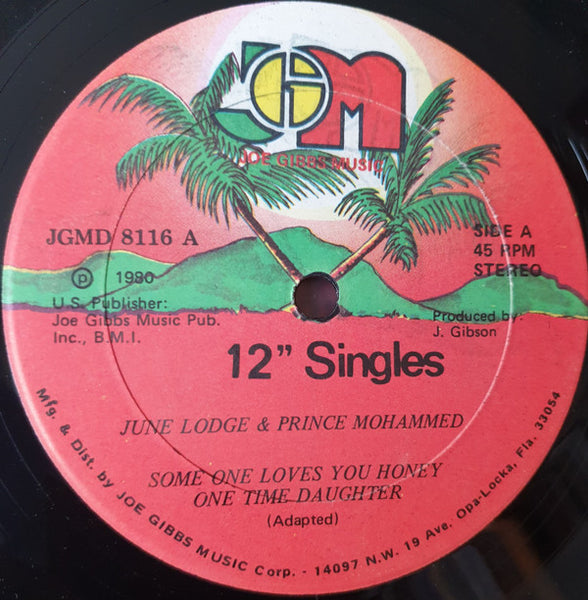 JGM
JOE GIBBS MUSIC
JGMD 8116 A
℗ 1980
U.S. Publisher:
Joe Gibbs Music Pub.
Inc., B.M.I.
SIDE A
45 RPM
STEREO
Produced by:
J. Gibson
12” Singles
JUNE LODGE & PRINCE MOHAMMED
SOME ONE LOVES YOU HONEY
ONE TIME DAUGHTER
(Adapted)
Mfg. & Dist. by JOE GIBBS MUSIC Corp. - 14097 N.W. 19 Ave. Opa-Locka, Fla. 33054